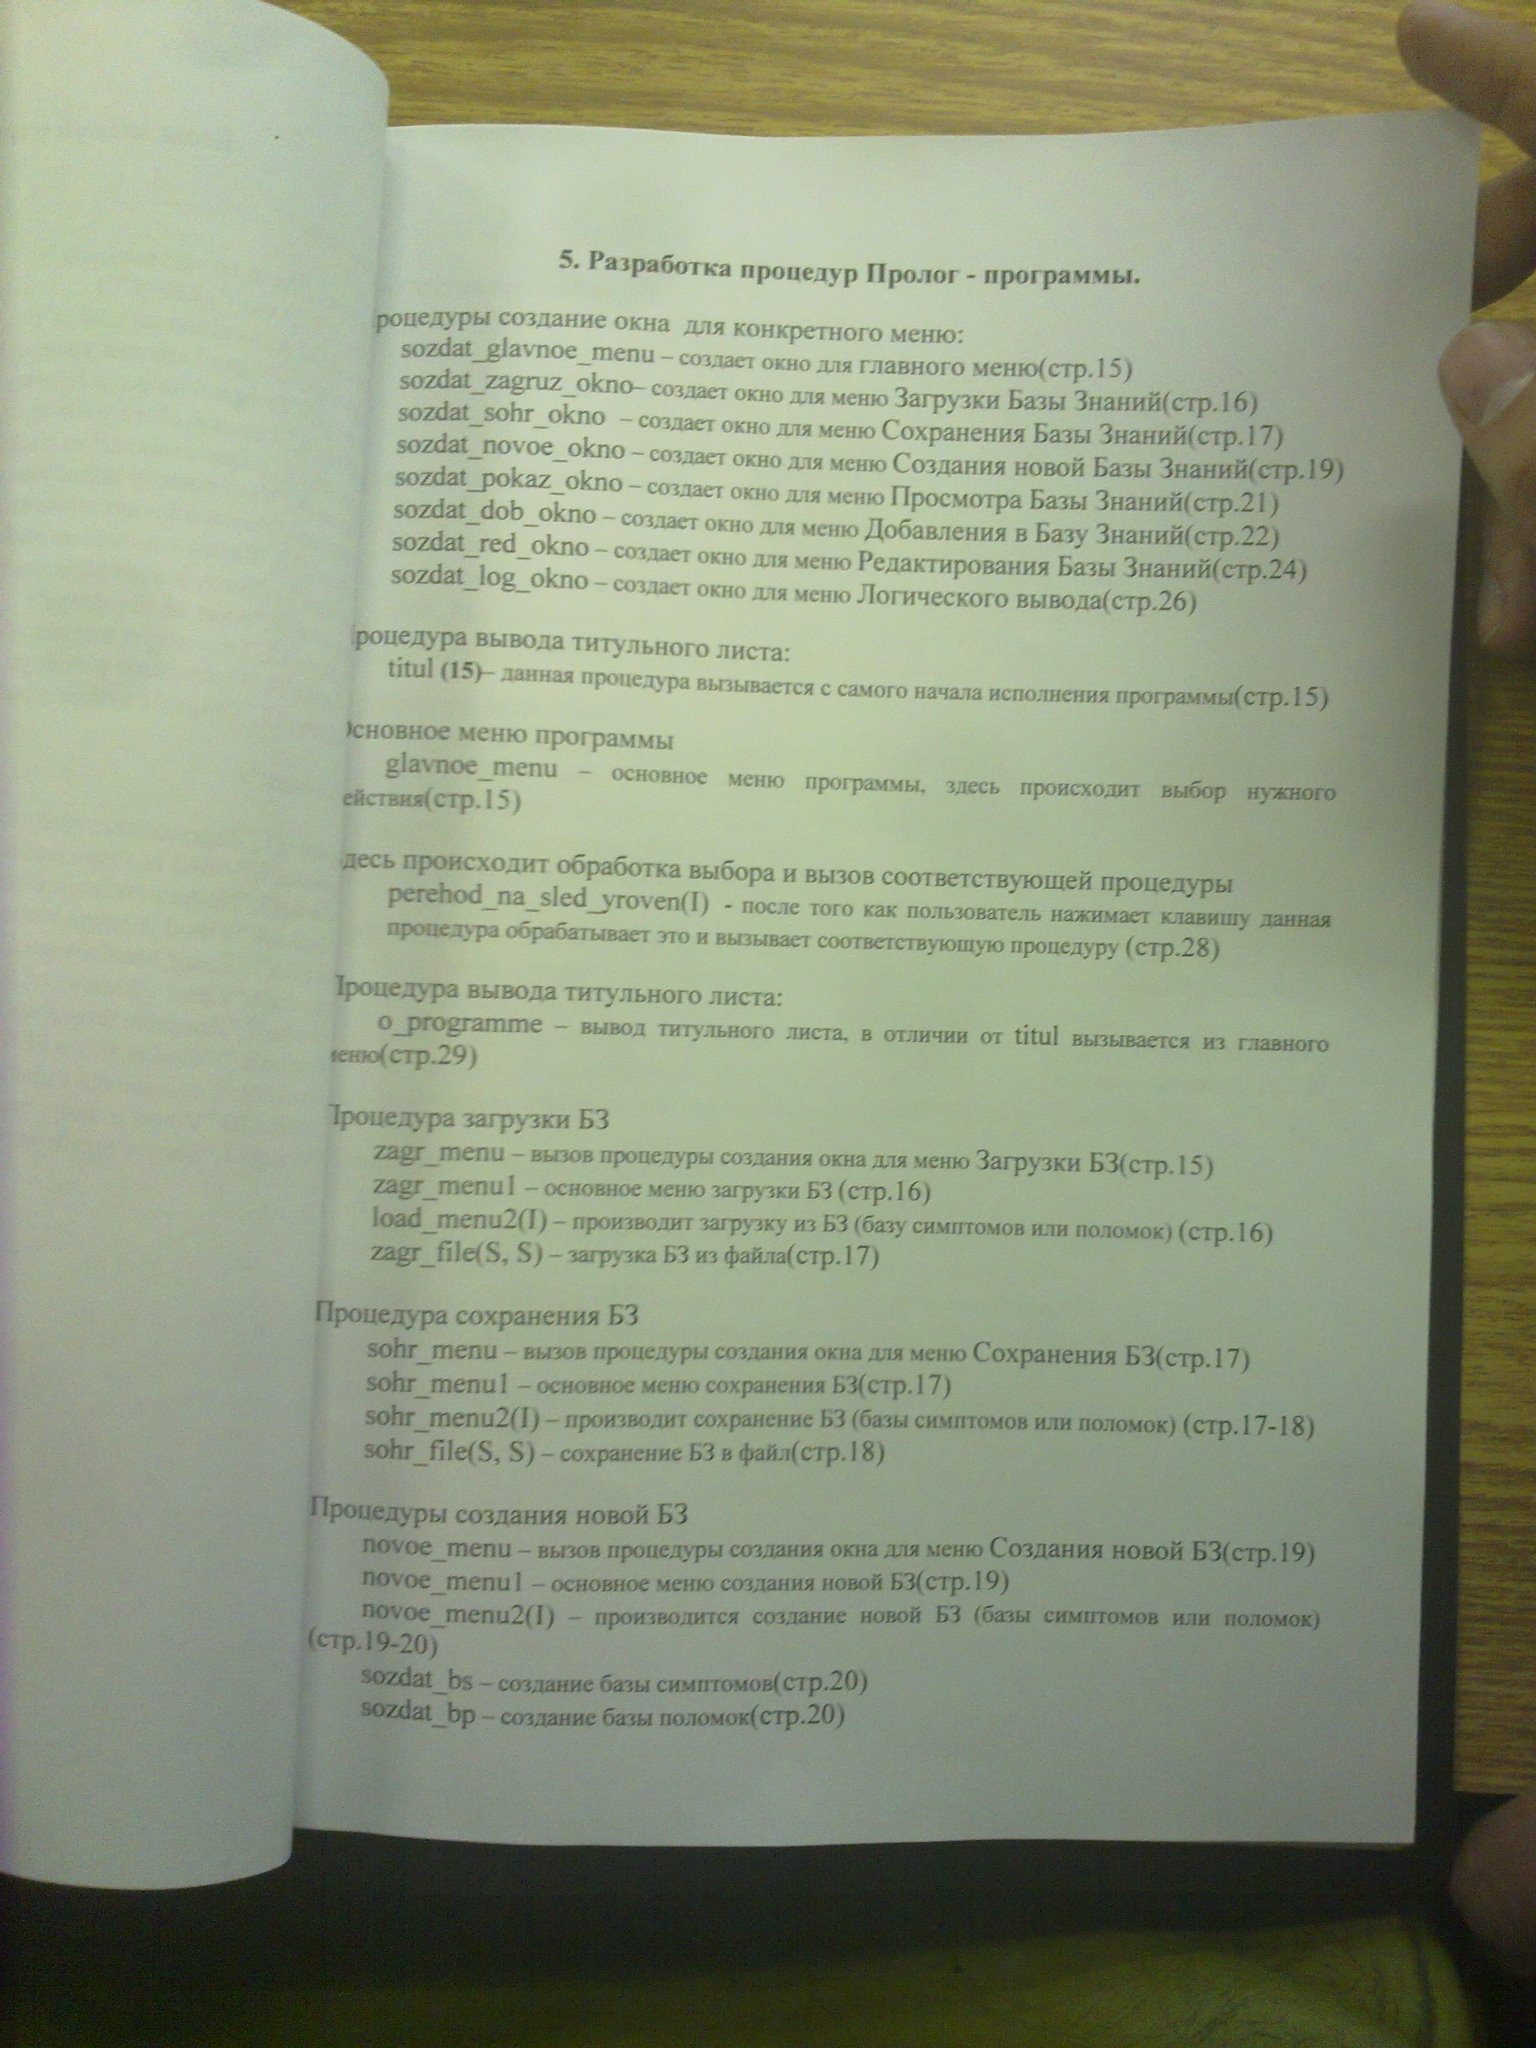 5. Разработка процедур Пролог - программы.
роцедуры создание окна для конкретного меню:
sozdat_glavnoe_menu – создает окно для главного меню(стр.15)
sozdat_zagruz_okno– создает окно для меню Загрузки Базы Знаний(стр.16)
sozdat_sohr_okno – создает окно для меню Сохранения Базы Знаний(стр.17)
sozdat_novoe_okno – создает окно для меню Создания новой Базы Знаний(стр.19)
sozdat_pokaz_okno – создает окно для меню Просмотра Базы Знаний(стр.21)
sozdat_dob_okno – создает окно для меню Добавления в Базу Знаний(стр.22)
sozdat_red_okno – создает окно для меню Редактирования Базы Знаний(стр.24)
sozdat_log_okno – создает окно для меню Логического вывода(стр.26)
роцедура вывода титульного листа:
titul (15)– данная процедура вызывается с самого начала исполнения программы(стр.15)
Основное меню программы
glavnoe_menu – основное меню программы, здесь происходит выбор нужного
ействия(стр.15)
десь происходит обработка выбора и вызов соответствующей процедуры
perehod_na_sled_yroven(I) - после того как пользователь нажимает клавишу данная
процедура обрабатывает это и вызывает соответствующую процедуру (стр.28)
Процедура вывода титульного листа:
o_programme – вывод титульного листа, в отличии от titul вызывается из главного
меню(стр.29)
Процедура загрузки БЗ
zagr_menu – вызов процедуры создания окна для меню Загрузки БЗ(стр.15)
zagr_menu1 – основное меню загрузки БЗ (стр.16)
load_menu2(I) – производит загрузку из БЗ (базу симптомов или поломок) (стр.16)
zagr_file(S, S) – загрузка БЗ из файла(стр.17)
Процедура сохранения БЗ
sohr_menu – вызов процедуры создания окна для меню Сохранения БЗ(стр.17)
sohr_menu1 – основное меню сохранения БЗ(стр.17)
sohr_menu2(I) – производит сохранение БЗ (базы симптомов или поломок) (стр.17-18)
sohr_file(S, S) – сохранение БЗ в файл(стр.18)
Процедуры создания новой БЗ
novoe_menu – вызов процедуры создания окна для меню Создания новой БЗ(стр.19)
novoe_menu1 – основное меню создания новой БЗ(стр.19)
novoe_menu2(I) – производится создание новой БЗ (базы симптомов или поломок)
(стр.19-20)
sozdat_bs – создание базы симптомов(стр.20)
sozdat_bp – создание базы поломок(стр.20)